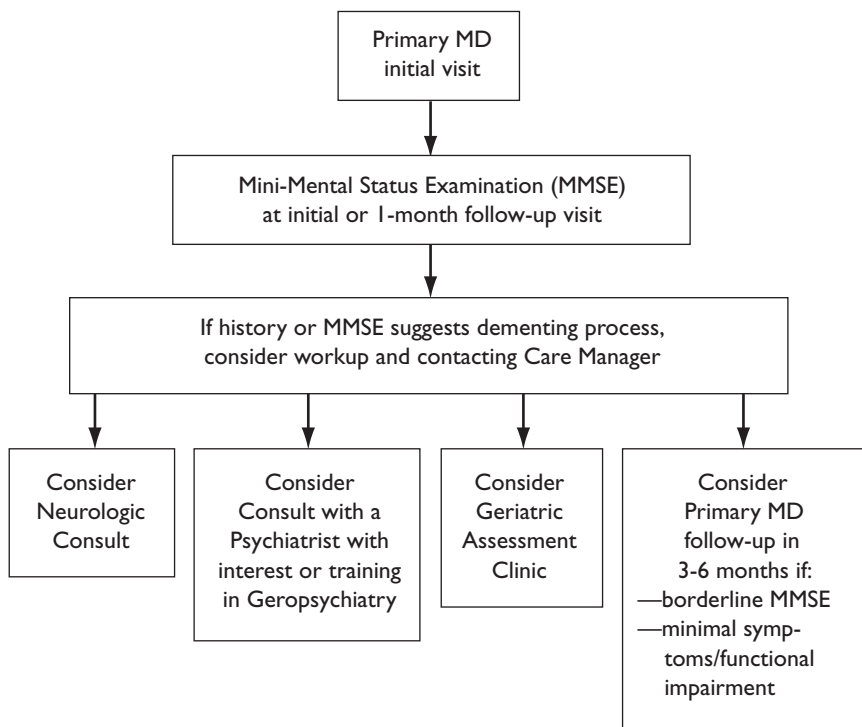 Primary MD
initial visit
Mini-Mental Status Examination (MMSE)
at initial or 1-month follow-up visit
If history or MMSE suggests dementing process,
consider workup and contacting Care Manager
Consider
Neurologic
Consult
Consider
Consult with a
Psychiatrist with
interest or training
in Geropsychiatry
Consider
Geriatric
Assessment
Clinic
Consider
Primary MD
follow-up in
3-6 months if:
—borderline MMSE
—minimal symp-
toms/functional
impairment